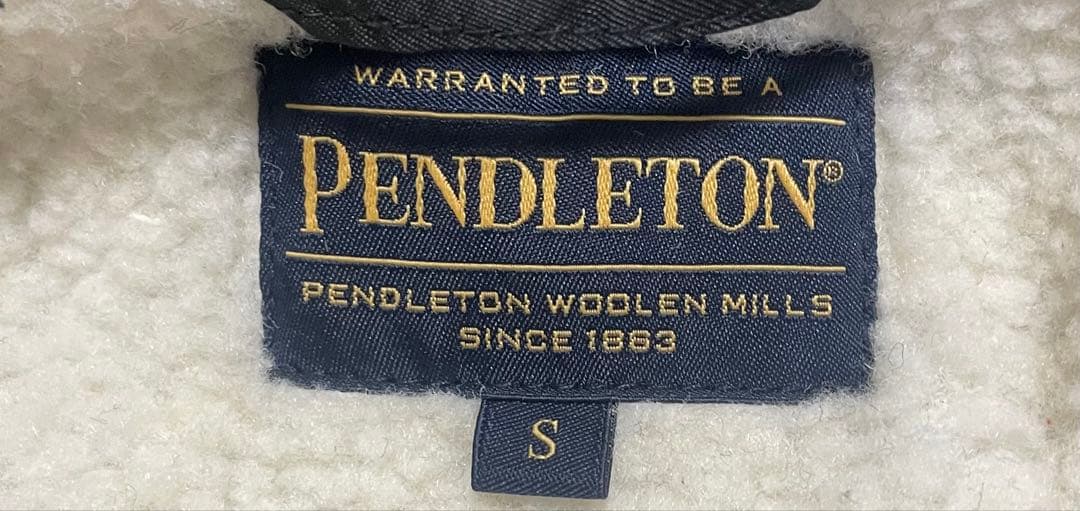 WARRANTED TO BE A
PENDLETON®
PENDLETON WOOLEN MILLS
SINCE 1863
S